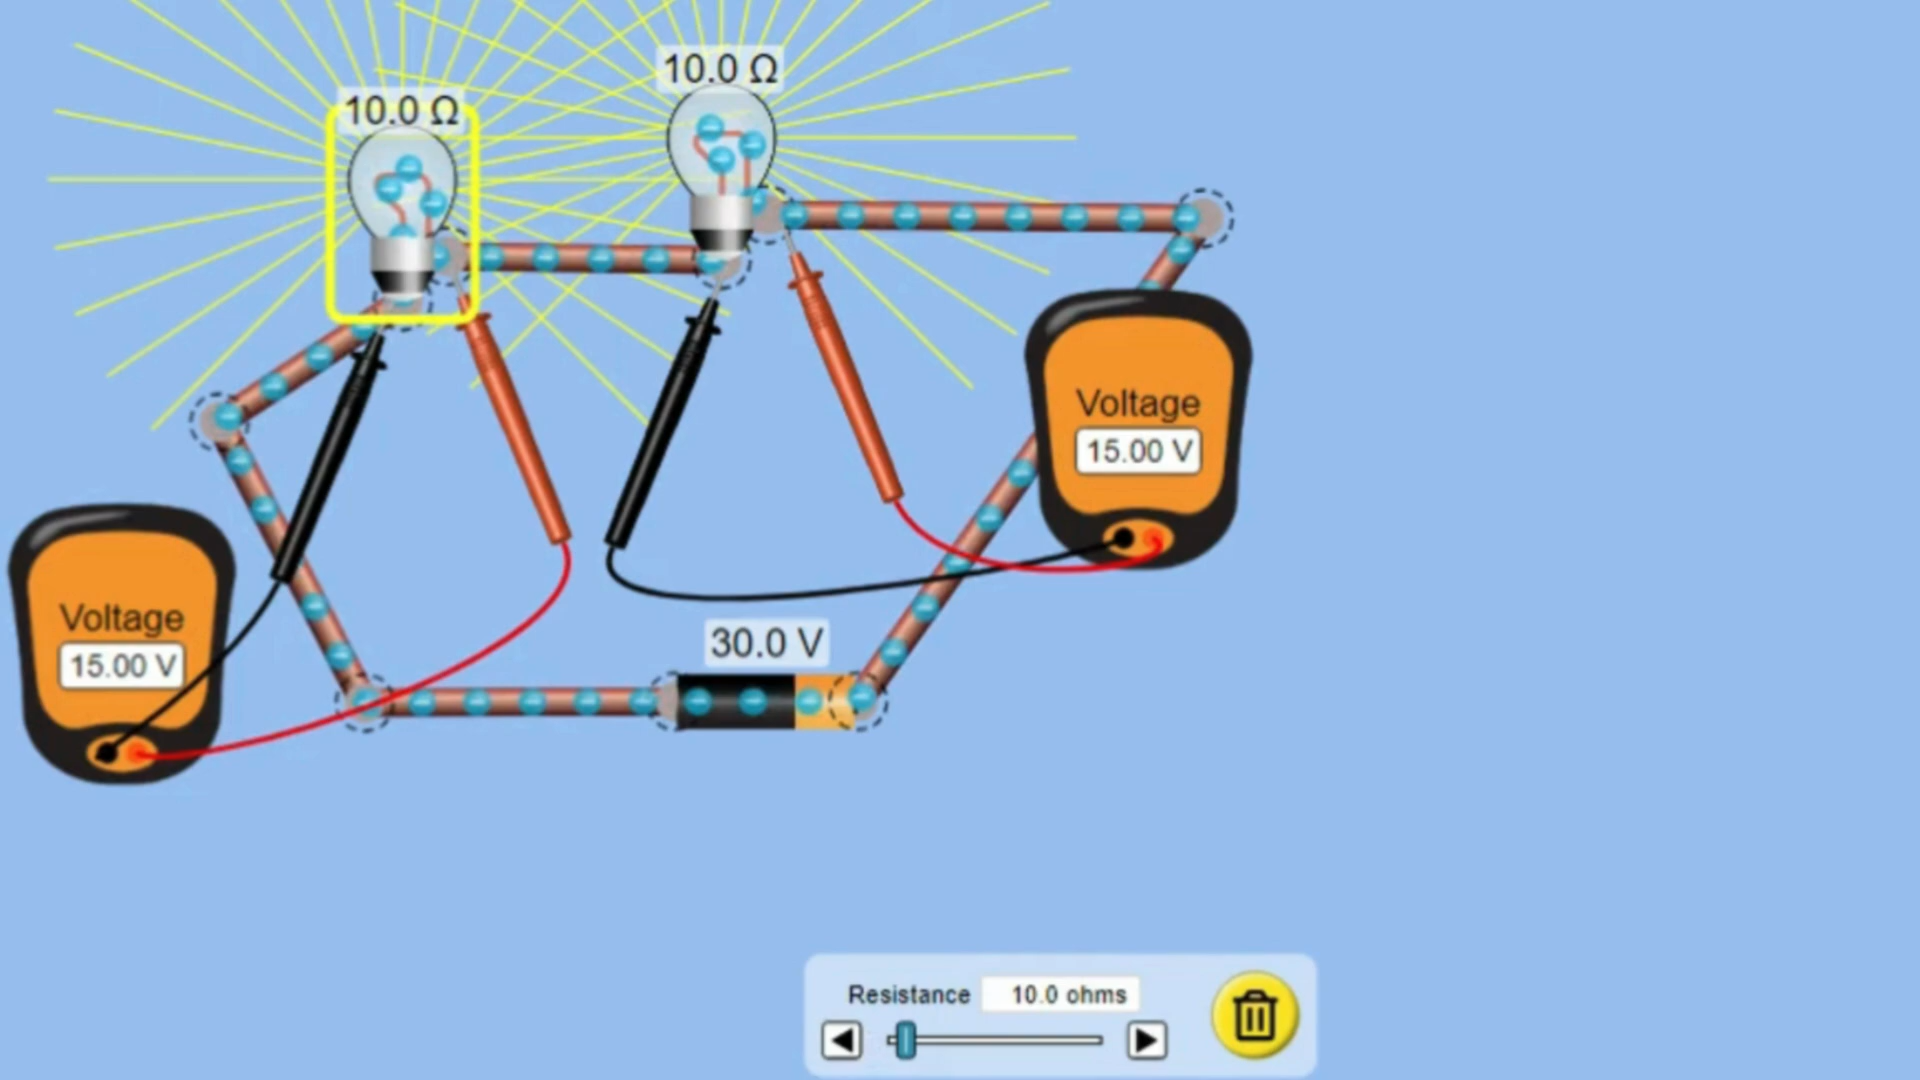 10.0 Ω
10.0 Ω
Voltage
15.00 V
Voltage
15.00 V
30.0 V
Resistance 10.0 ohms